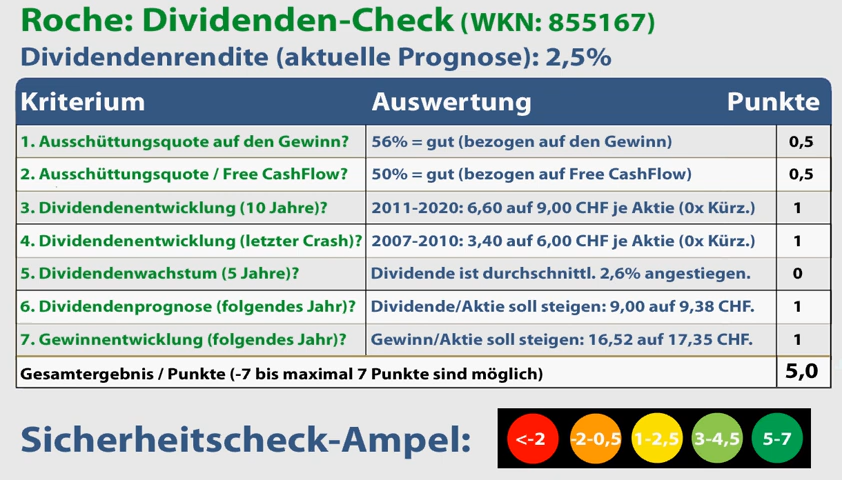 Roche: Dividenden-Check (WKN: 855167)
Dividendenrendite (aktuelle Prognose): 2,5%
Kriterium Auswertung Punkte
1. Ausschüttungsquote auf den Gewinn? 56% = gut (bezogen auf den Gewinn) 0,5
2. Ausschüttungsquote / Free CashFlow? 50% = gut (bezogen auf Free CashFlow) 0,5
3. Dividendenentwicklung (10 Jahre)? 2011-2020: 6,60 auf 9,00 CHF je Aktie (0x Kürz.) 1
4. Dividendenentwicklung (letzter Crash)? 2007-2010: 3,40 auf 6,00 CHF je Aktie (0x Kürz.) 1
5. Dividendenwachstum (5 Jahre)? Dividende ist durchschnittl. 2,6% angestiegen. 0
6. Dividendenprognose (folgendes Jahr)? Dividende/Aktie soll steigen: 9,00 auf 9,38 CHF. 1
7. Gewinnentwicklung (folgendes Jahr)? Gewinn/Aktie soll steigen: 16,52 auf 17,35 CHF. 1
Gesamtergebnis / Punkte (-7 bis maximal 7 Punkte sind möglich) 5,0
Sicherheitscheck-Ampel: <-2 -2-0,5 1-2,5 3-4,5 5-7